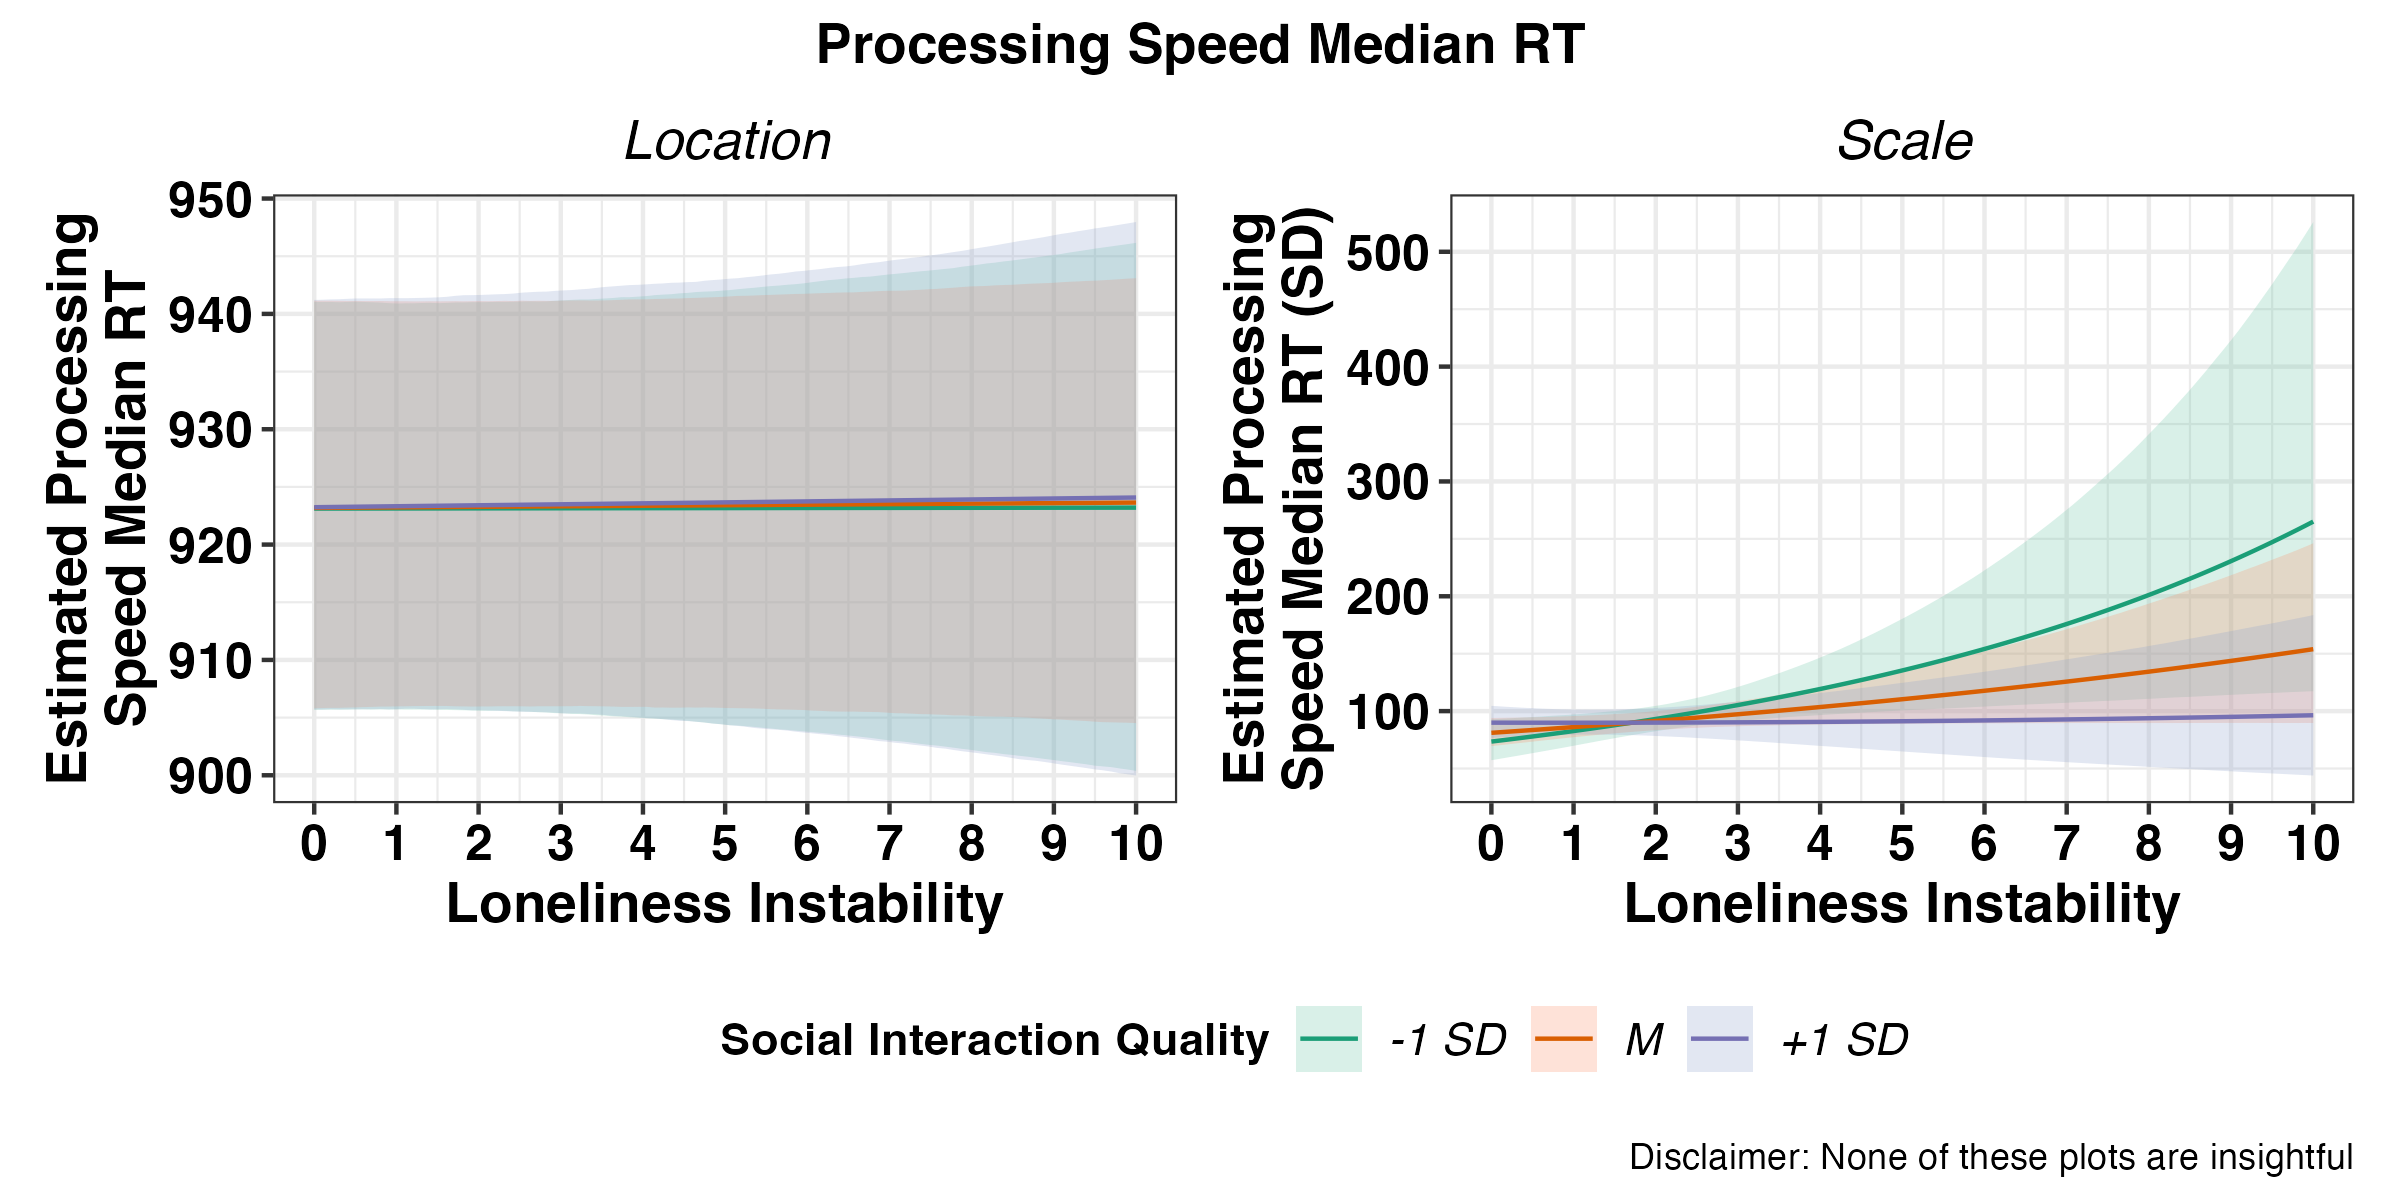 Processing Speed Median RT
Location
Estimated Processing
Speed Median RT
950
940
930
920
910
900
0 1 2 3 4 5 6 7 8 9 10
Loneliness Instability
Scale
Estimated Processing
Speed Median RT (SD)
500
400
300
200
100
0 1 2 3 4 5 6 7 8 9 10
Loneliness Instability
Social Interaction Quality -1 SD M +1 SD
Disclaimer: None of these plots are insightful